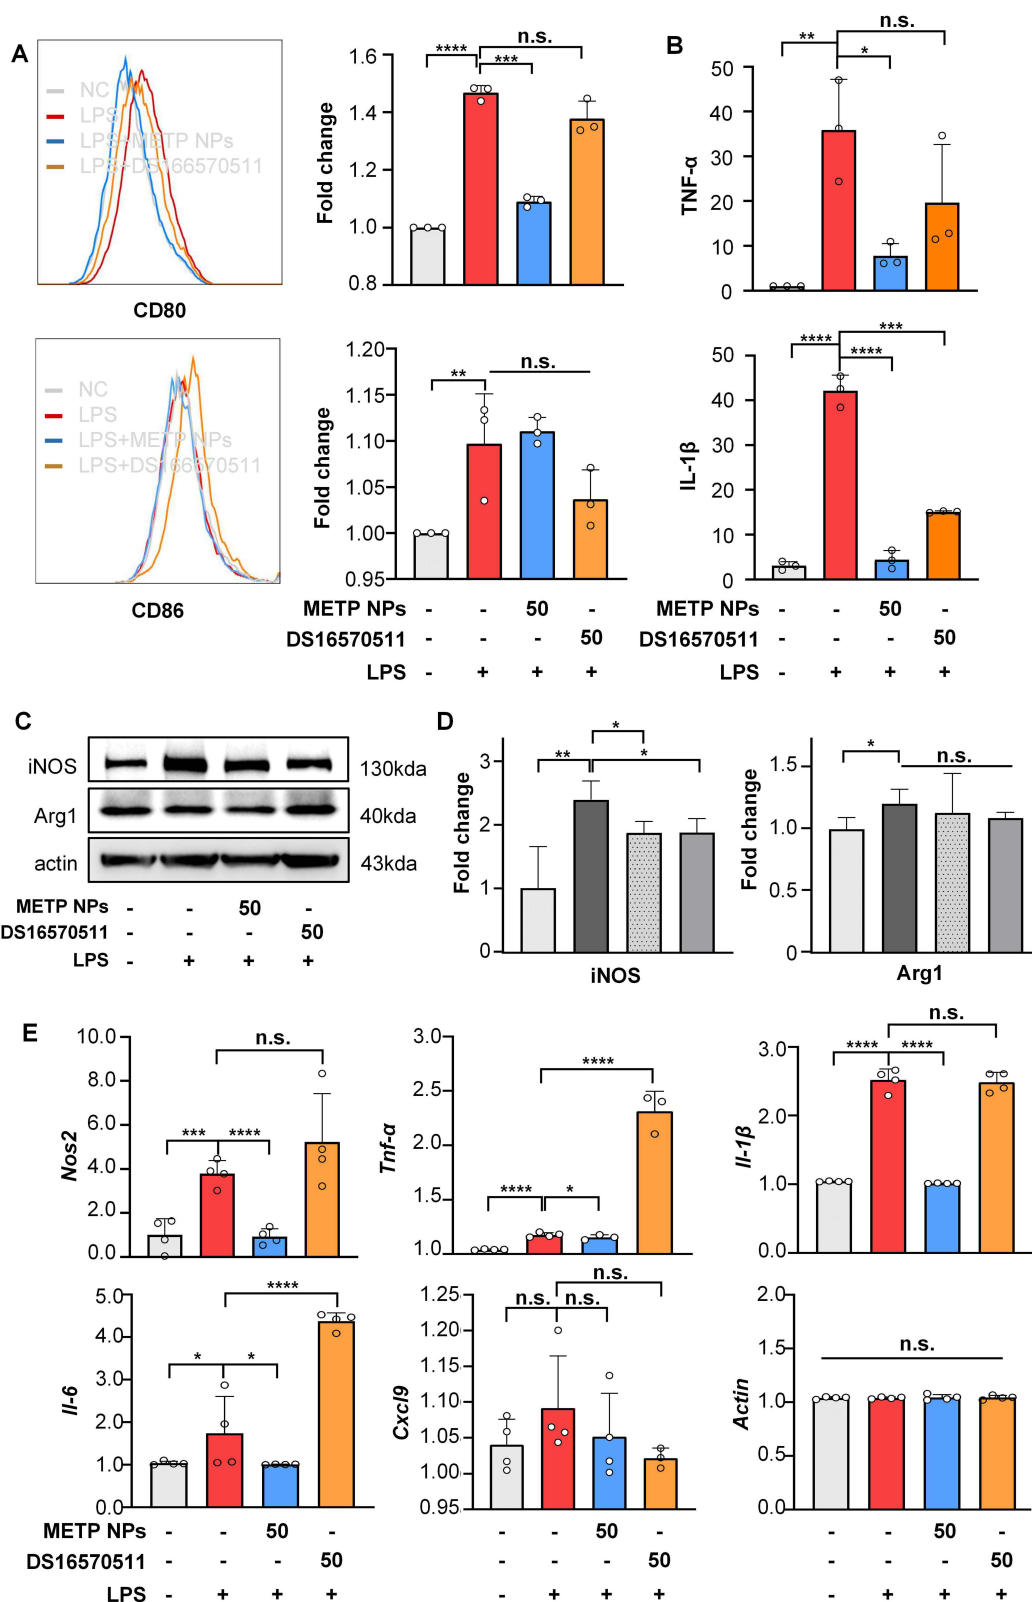 A
NC
LPS
LPS+METP NPs
LPS+DS166570511
CD80
Fold change
1.6
1.4
1.2
1.0
0.8
****
***
n.s.
B
TNF-α
50
40
30
20
10
0
**
*
n.s.
NC
LPS
LPS+METP NPs
LPS+DS166570511
CD86
Fold change
1.20
1.15
1.10
1.05
1.00
0.95
**
n.s.
IL-1β
50
40
30
20
10
0
****
****
***
METP NPs - - 50 - - - 50 -
DS16570511 - - - 50 - - - 50
LPS - + + + - + + +
C
iNOS 130kda
Arg1 40kda
actin 43kda
METP NPs - - 50 -
DS16570511 - - - 50
LPS - + + +
D
Fold change
3
2
1
0
**
*
*
iNOS
Fold change
1.5
1.0
0.5
0
*
n.s.
Arg1
E
Nos2
10.0
8.0
6.0
4.0
2.0
0.0
***
****
n.s.
Tnf-α
3.0
2.5
2.0
1.5
1.0
****
*
****
Il-1β
3.0
2.0
1.0
0.0
****
****
n.s.
Il-6
5.0
4.0
3.0
2.0
1.0
0.0
*
*
****
Cxcl9
1.25
1.20
1.15
1.10
1.05
1.00
0.95
n.s.
n.s.
n.s.
Actin
2.0
1.5
1.0
0.5
0.0
n.s.
METP NPs - - 50 - - - 50 - - - 50 -
DS16570511 - - - 50 - - - 50 - - - 50
LPS - + + + - + + + - + + +